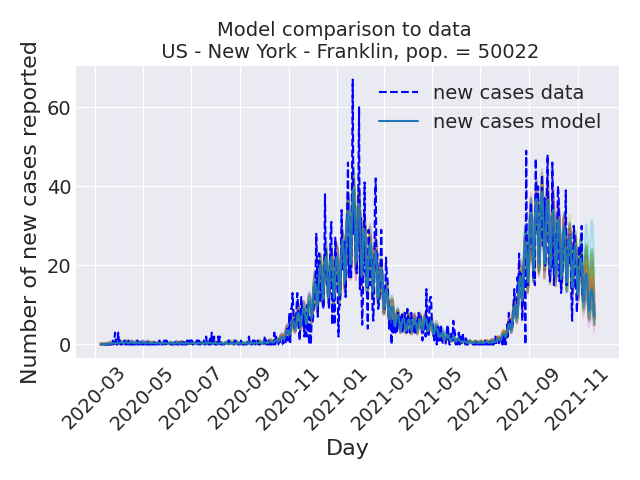 Model comparison to data
US - New York - Franklin, pop. = 50022
Number of new cases reported
60
40
20
0
new cases data
new cases model
2020-03
2020-05
2020-07
2020-09
2020-11
2021-01
2021-03
2021-05
2021-07
2021-09
2021-11
Day